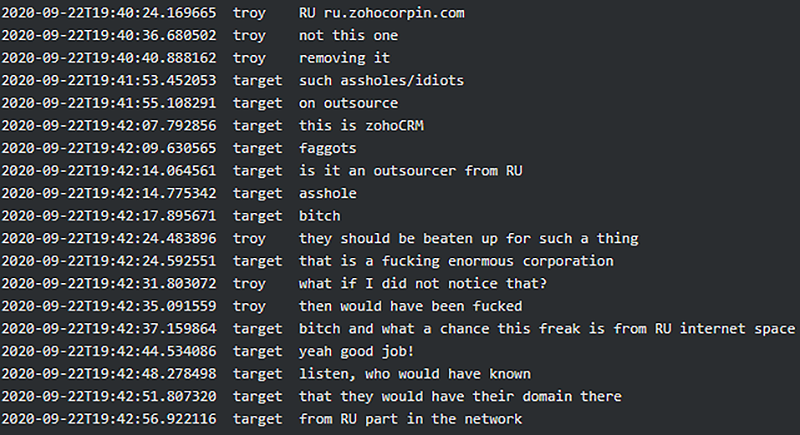 2020-09-22T19:40:24.169665 troy RU ru.zohocorpin.com
2020-09-22T19:40:36.680502 troy not this one
2020-09-22T19:40:40.888162 troy removing it
2020-09-22T19:41:53.452053 target such assholes/idiots
2020-09-22T19:41:55.108291 target on outsource
2020-09-22T19:42:07.792856 target this is zohoCRM
2020-09-22T19:42:09.630565 target faggots
2020-09-22T19:42:14.064561 target is it an outsourcer from RU
2020-09-22T19:42:14.775342 target asshole
2020-09-22T19:42:17.895671 target bitch
2020-09-22T19:42:24.483896 troy they should be beaten up for such a thing
2020-09-22T19:42:24.592551 target that is a fucking enormous corporation
2020-09-22T19:42:31.803072 troy what if I did not notice that?
2020-09-22T19:42:35.091559 troy then would have been fucked
2020-09-22T19:42:37.159864 target bitch and what a chance this freak is from RU internet space
2020-09-22T19:42:44.534086 target yeah good job!
2020-09-22T19:42:48.278498 target listen, who would have known
2020-09-22T19:42:51.807320 target that they would have their domain there
2020-09-22T19:42:56.922116 target from RU part in the network